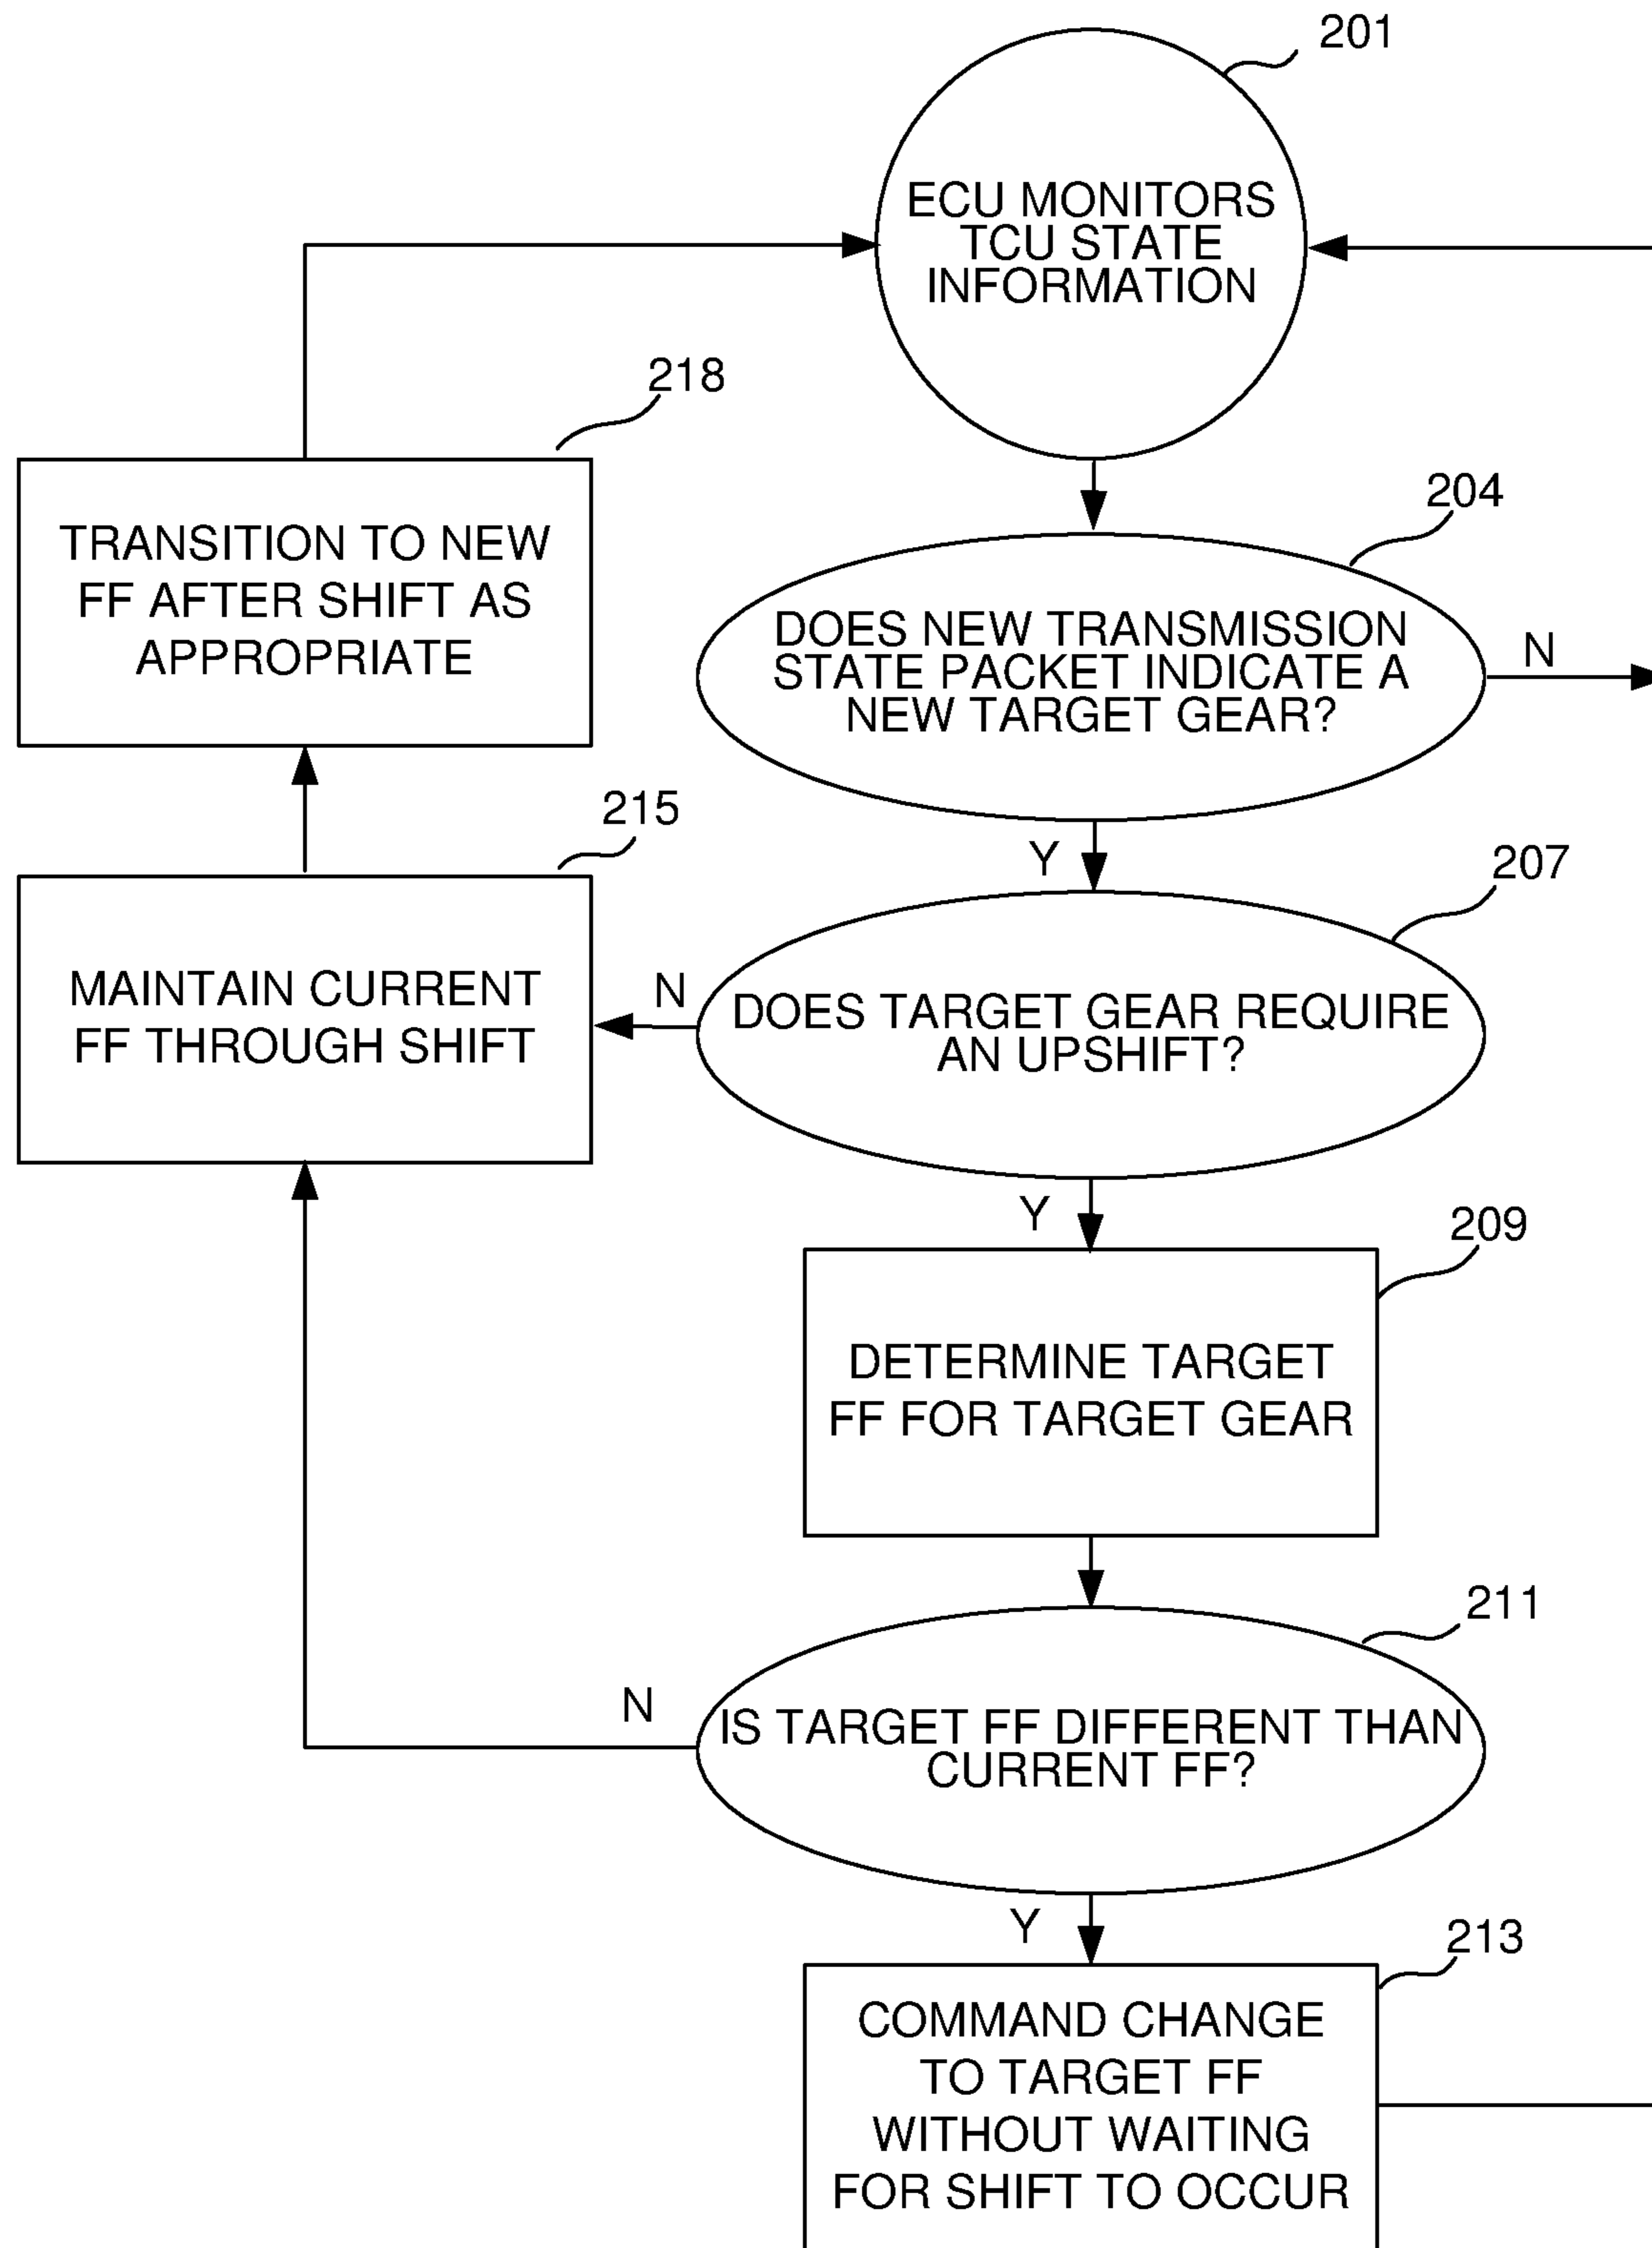 201
ECU MONITORS
TCU STATE
INFORMATION
218
TRANSITION TO NEW
FF AFTER SHIFT AS
APPROPRIATE
204
DOES NEW TRANSMISSION
STATE PACKET INDICATE A
NEW TARGET GEAR?
N
Y
215
MAINTAIN CURRENT
FF THROUGH SHIFT
207
N
DOES TARGET GEAR REQUIRE
AN UPSHIFT?
Y
209
DETERMINE TARGET
FF FOR TARGET GEAR
211
N
IS TARGET FF DIFFERENT THAN
CURRENT FF?
Y
213
COMMAND CHANGE
TO TARGET FF
WITHOUT WAITING
FOR SHIFT TO OCCUR